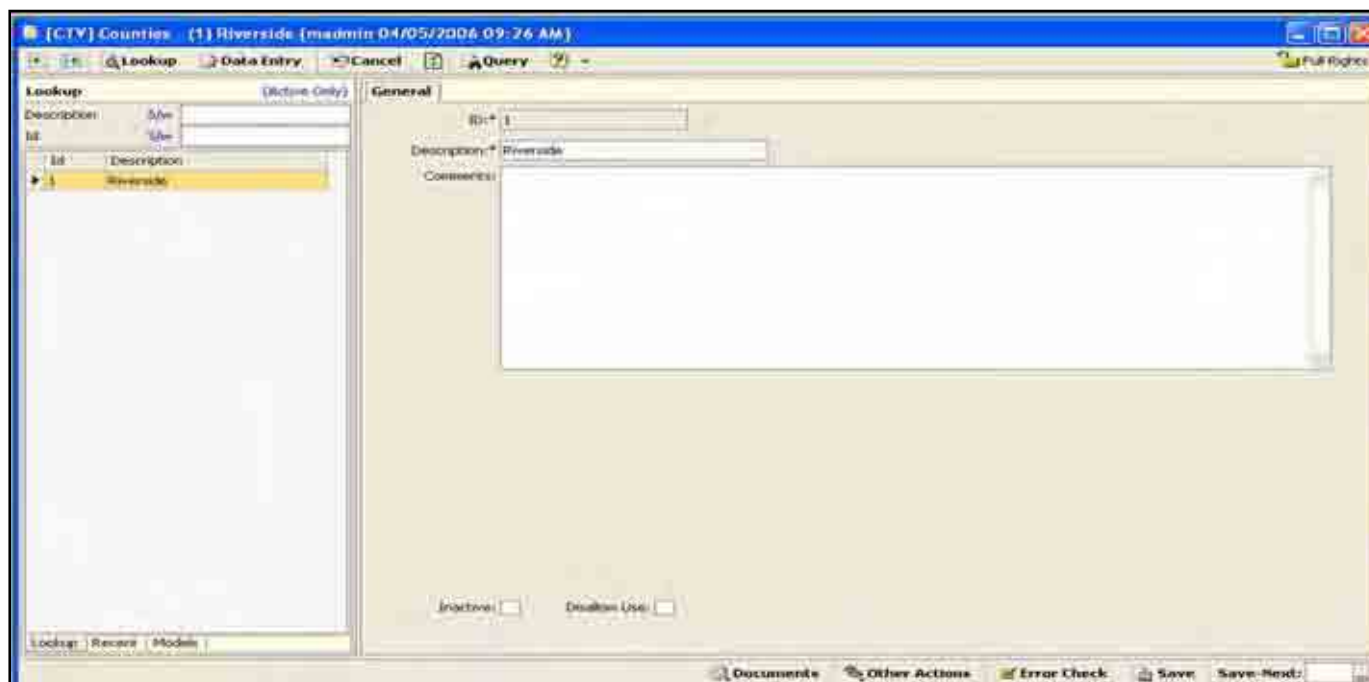 [CTV] Counties (1) Riverside {madmin 04/05/2006 09:26 AM}
Lookup Data Entry Cancel Query Full Rights
Lookup (Active Only) General
Description
Id
ID:* 1
Description:* Riverside
Comments:
Id Description
1 Riverside
Inactive: Disallow Use:
Lookup Recent Models
Documents Other Actions Error Check Save Save-Next: